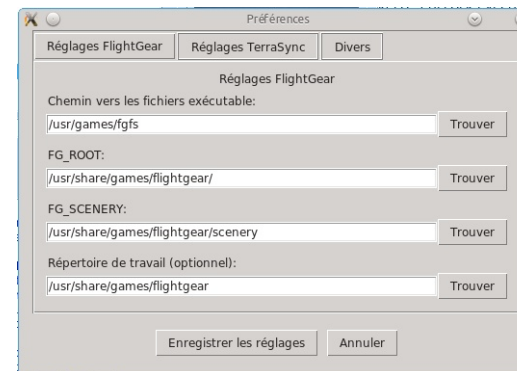 Préférences
Réglages FlightGear
Réglages TerraSync
Divers
Réglages FlightGear
Chemin vers les fichiers exécutable:
/usr/games/fgfs
Trouver
FG_ROOT:
/usr/share/games/flightgear/
Trouver
FG_SCENERY:
/usr/share/games/flightgear/scenery
Trouver
Répertoire de travail (optionnel):
/usr/share/games/flightgear
Trouver
Enregistrer les réglages
Annuler